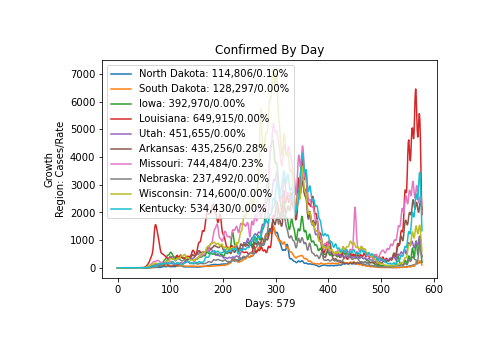 Confirmed By Day
Growth
Region: Cases/Rate
7000
6000
5000
4000
3000
2000
1000
0
North Dakota: 114,806/0.10%
South Dakota: 128,297/0.00%
Iowa: 392,970/0.00%
Louisiana: 649,915/0.00%
Utah: 451,655/0.00%
Arkansas: 435,256/0.28%
Missouri: 744,484/0.23%
Nebraska: 237,492/0.00%
Wisconsin: 714,600/0.00%
Kentucky: 534,430/0.00%
0 100 200 300 400 500 600
Days: 579